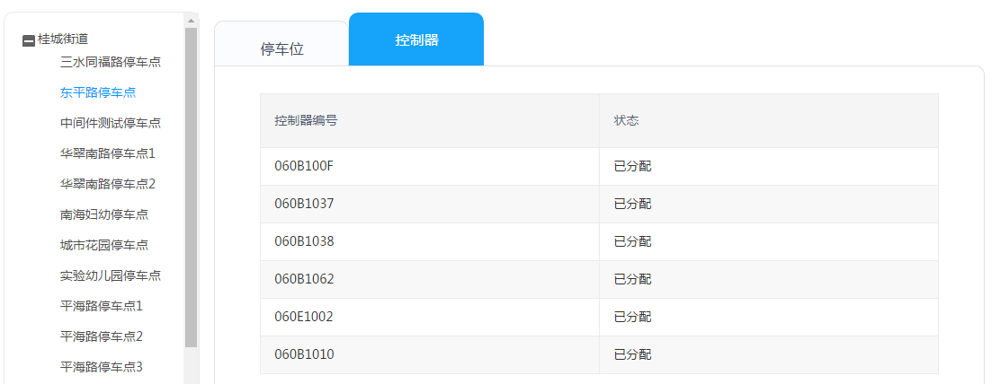 桂城街道
三水同福路停车点
东平路停车点
中间件测试停车点
华翠南路停车点1
华翠南路停车点2
南海妇幼停车点
城市花园停车点
实验幼儿园停车点
平海路停车点1
平海路停车点2
平海路停车点3
停车位
控制器
控制器编号 状态
060B100F 已分配
060B1037 已分配
060B1038 已分配
060B1062 已分配
060E1002 已分配
060B1010 已分配